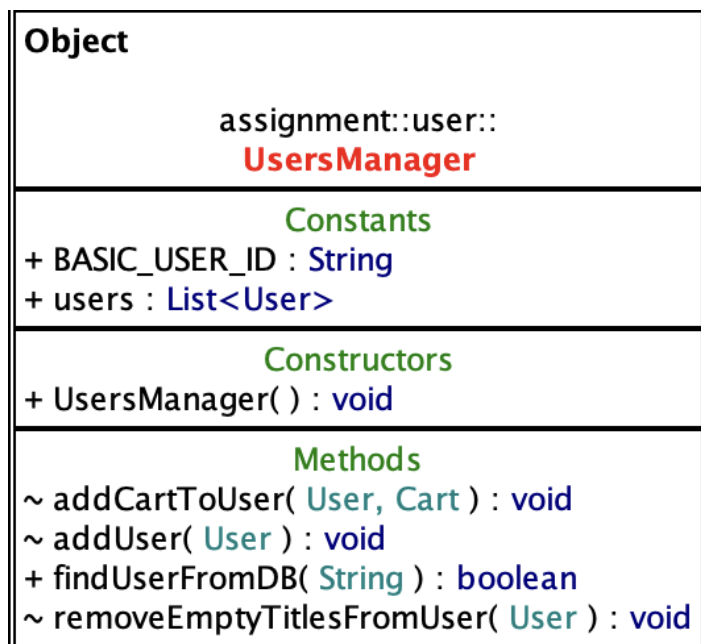 Object
assignment::user::
UsersManager
Constants
+ BASIC_USER_ID : String
+ users : List<User>
Constructors
+ UsersManager( ) : void
Methods
~ addCartToUser( User, Cart ) : void
~ addUser( User ) : void
+ findUserFromDB( String ) : boolean
~ removeEmptyTitlesFromUser( User ) : void